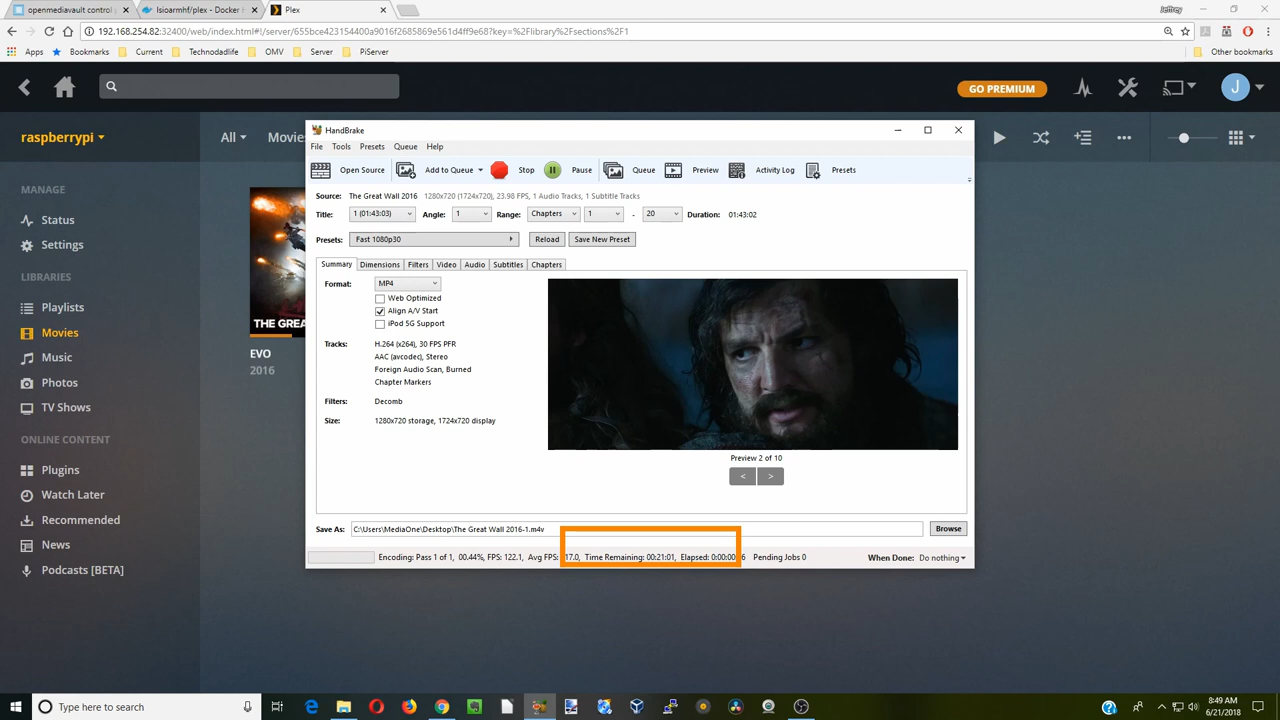 openmediavault control p
lsioarmhf/plex - Docker H
Plex
Jeffrey
192.168.254.82:32400/web/index.html#!/server/655bce423154400a9016f2685869e561d4ff9e68?key=%2Flibrary%2Fsections%2F1
Apps
Bookmarks
Current
Technodadlife
OMV
Server
PiServer
Other bookmarks
GO PREMIUM
J
raspberrypi
All
Movies
MANAGE
Status
Settings
LIBRARIES
Playlists
Movies
Music
Photos
TV Shows
ONLINE CONTENT
Plugins
Watch Later
Recommended
News
Podcasts [BETA]
THE GREA
EVO
2016
HandBrake
File Tools Presets Queue Help
Open Source Add to Queue Stop Pause Queue Preview Activity Log Presets
Source: The Great Wall 2016 1280x720 (1724x720), 23.98 FPS, 1 Audio Tracks, 1 Subtitle Tracks
Title: 1 (01:43:03) Angle: 1 Range: Chapters 1 - 20 Duration: 01:43:02
Presets: Fast 1080p30 Reload Save New Preset
Summary Dimensions Filters Video Audio Subtitles Chapters
Format: MP4
Web Optimized
Align A/V Start
iPod 5G Support
Tracks: H.264 (x264), 30 FPS PFR
AAC (avcodec), Stereo
Foreign Audio Scan, Burned
Chapter Markers
Filters: Decomb
Size: 1280x720 storage, 1724x720 display
Preview 2 of 10
< >
Save As: C:\Users\MediaOne\Desktop\The Great Wall 2016-1.m4v Browse
Encoding: Pass 1 of 1, 00.44%, FPS: 122.1, Avg FPS: 17.0, Time Remaining: 00:21:01, Elapsed: 0:00:00 6 Pending Jobs 0 When Done: Do nothing
Type here to search
8:49 AM
6/21/2018